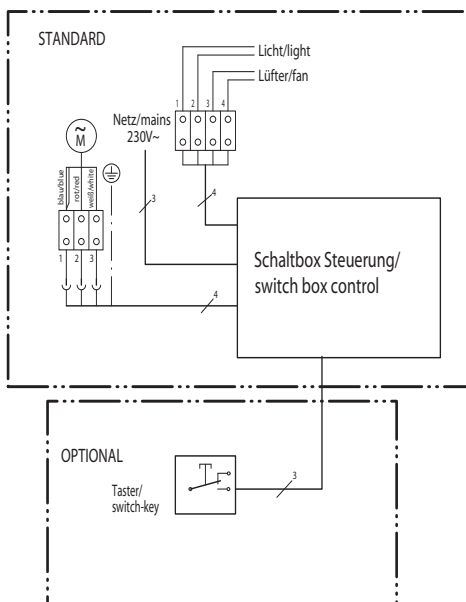 STANDARD
Licht/light
Lüfter/fan
1 2 3 4
Netz/mains
230V~
~
M
blau/blue
rot/red
weiß/white
3
4
1 2 3
4
Schaltbox Steuerung/
switch box control
OPTIONAL
Taster/
switch-key
3